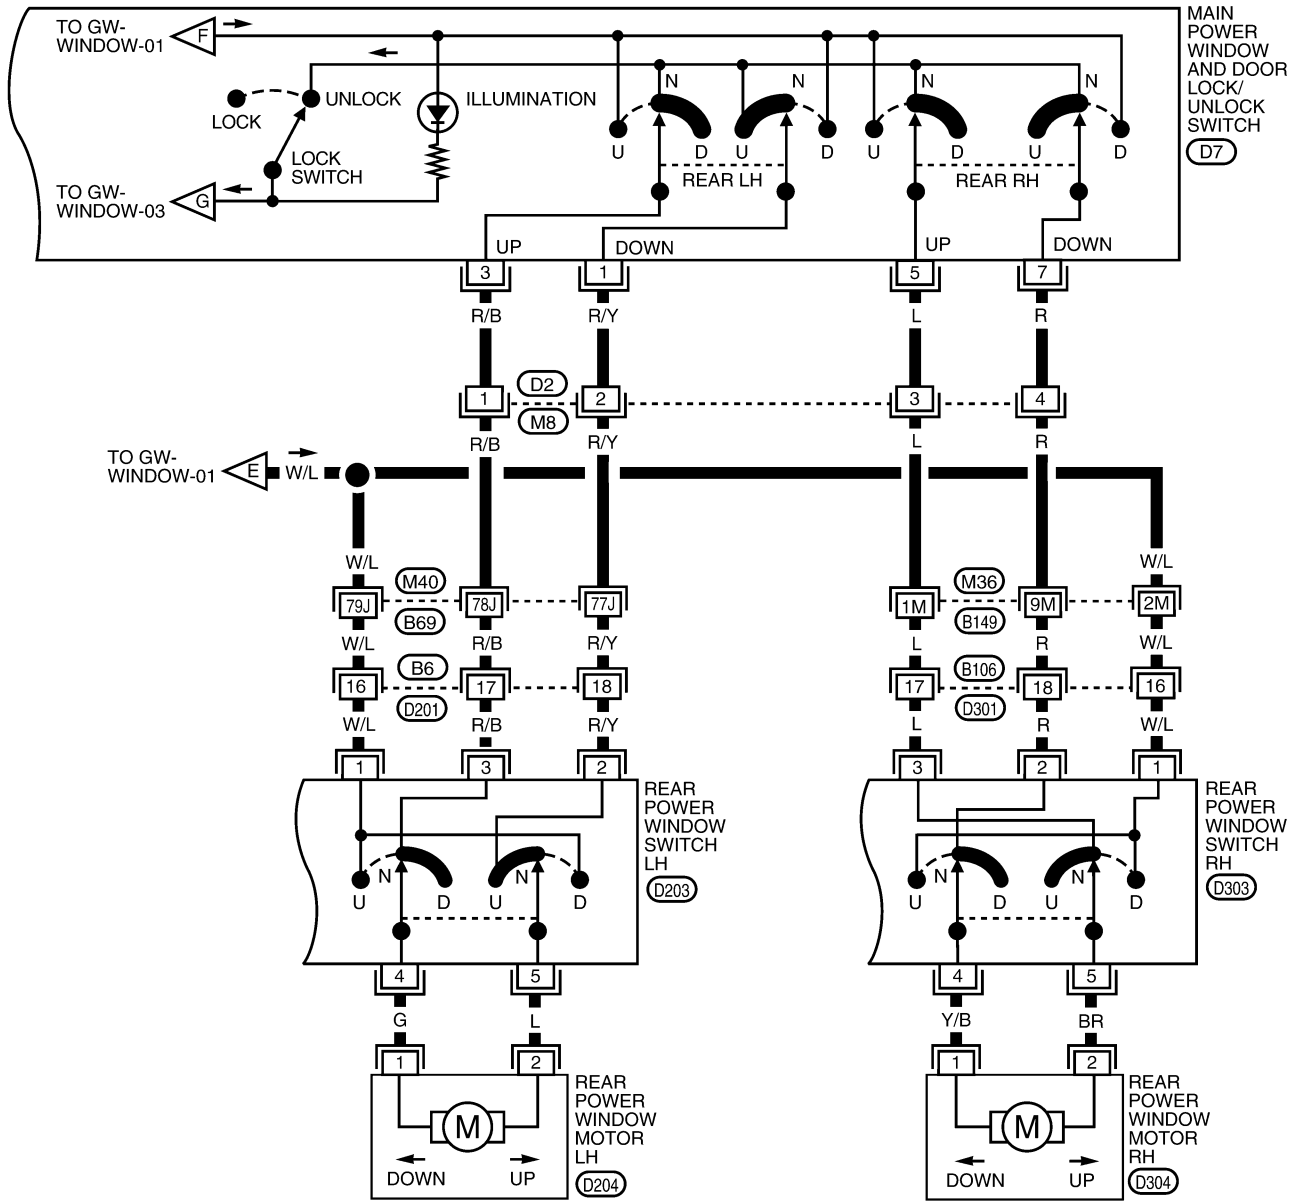 TO GW-
WINDOW-01
F
MAIN
POWER
WINDOW
AND DOOR
LOCK/
UNLOCK
SWITCH
D7
LOCK
UNLOCK
ILLUMINATION
N
N
N
N
LOCK
SWITCH
U
D
U
D
U
D
U
D
REAR LH
REAR RH
TO GW-
WINDOW-03
G
UP
DOWN
UP
DOWN
3
1
5
7
R/B
R/Y
L
R
1
D2
M8
2
3
4
R/B
R/Y
L
R
TO GW-
WINDOW-01
E
W/L
W/L
W/L
79J
M40
B69
78J
77J
1M
M36
B149
9M
2M
W/L
R/B
R/Y
L
R
W/L
16
B6
D201
17
18
17
B106
D301
18
16
W/L
R/B
R/Y
L
R
W/L
1
3
2
3
2
1
REAR
POWER
WINDOW
SWITCH
LH
D203
REAR
POWER
WINDOW
SWITCH
RH
D303
N
N
N
N
U
D
U
D
U
D
U
D
4
5
4
5
G
L
Y/B
BR
1
2
1
2
REAR
POWER
WINDOW
MOTOR
LH
D204
REAR
POWER
WINDOW
MOTOR
RH
D304
M
M
DOWN
UP
DOWN
UP